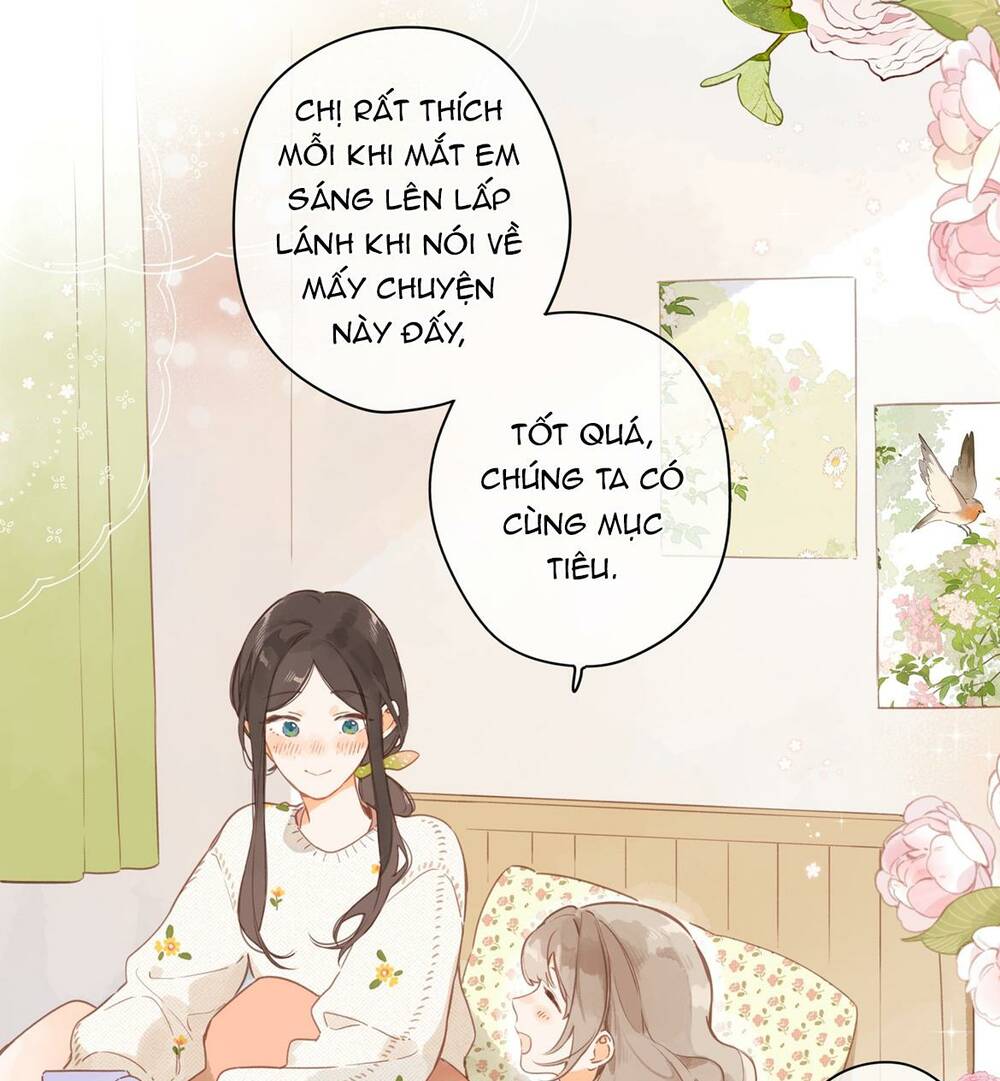 CHỊ RẤT THÍCH
MỖI KHI MẮT EM
SÁNG LÊN LẤP
LÁNH KHI NÓI VỀ
MẤY CHUYỆN
NÀY ĐẤY,
TỐT QUÁ,
CHÚNG TA CÓ
CÙNG MỤC
TIÊU.